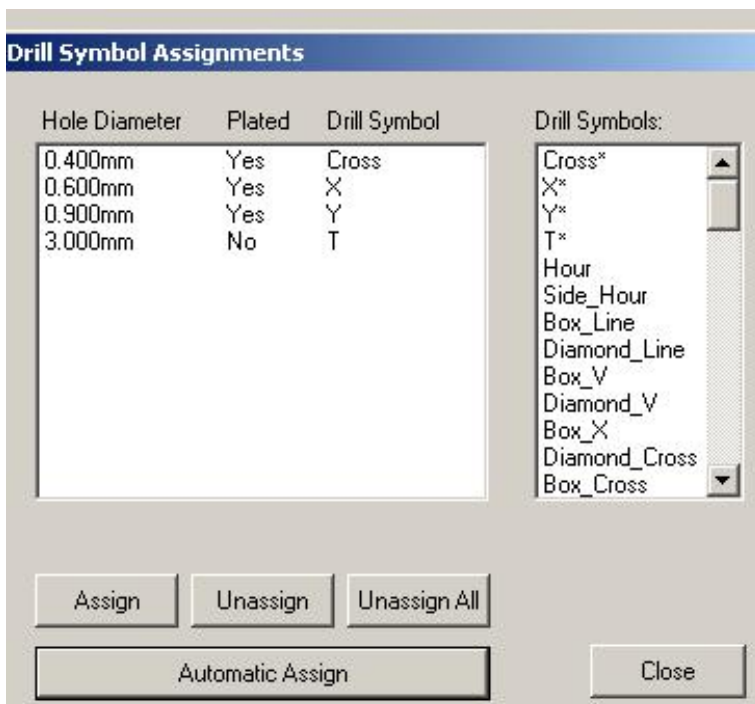 Drill Symbol Assignments
Hole Diameter Plated Drill Symbol
0.400mm Yes Cross
0.600mm Yes X
0.900mm Yes Y
3.000mm No T
Drill Symbols:
Cross*
X*
Y*
T*
Hour
Side_Hour
Box_Line
Diamond_Line
Box_V
Diamond_V
Box_X
Diamond_Cross
Box_Cross
Assign Unassign Unassign All
Automatic Assign Close